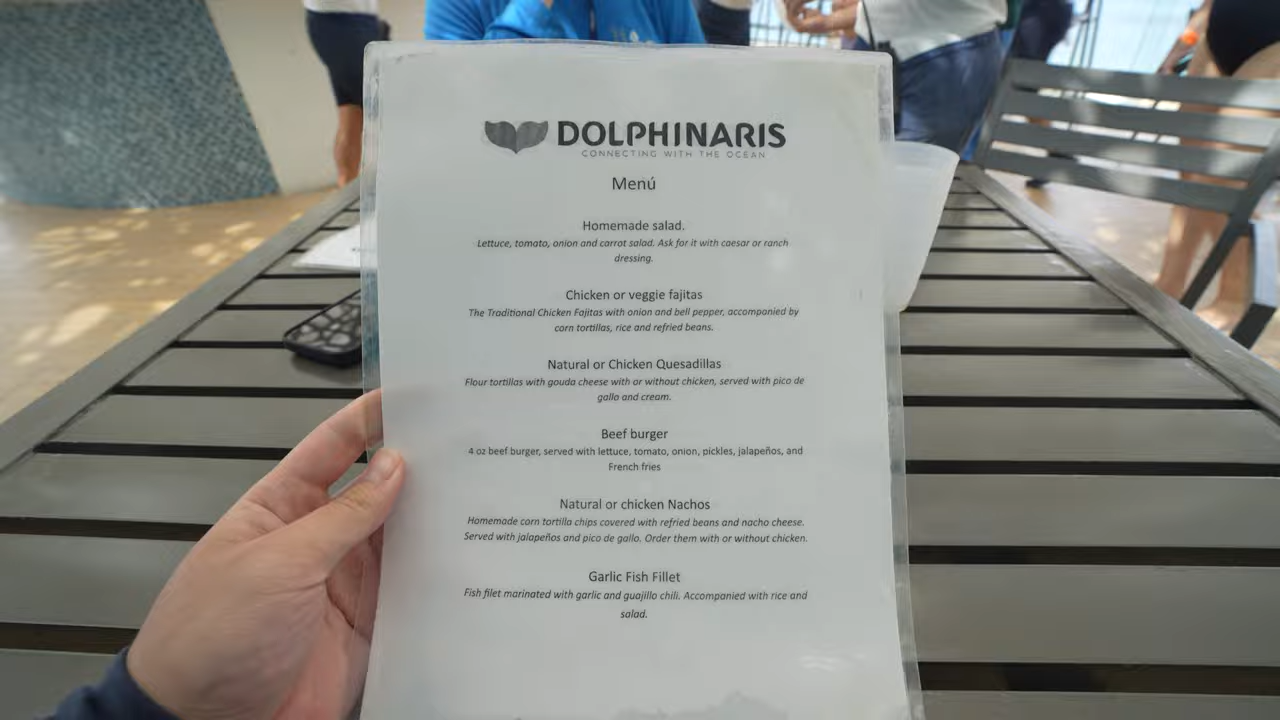 DOLPHINARIS
CONNECTING WITH THE OCEAN
Menú
Homemade salad.
Lettuce, tomato, onion and carrot salad. Ask for it with caesar or ranch
dressing.
Chicken or veggie fajitas
The Traditional Chicken Fajitas with onion and bell pepper, accompanied by
corn tortillas, rice and refried beans.
Natural or Chicken Quesadillas
Flour tortillas with gouda cheese with or without chicken, served with pico de
gallo and cream.
Beef burger
4 oz beef burger, served with lettuce, tomato, onion, pickles, jalapeños, and
French fries
Natural or chicken Nachos
Homemade corn tortilla chips covered with refried beans and nacho cheese.
Served with jalapeños and pico de gallo. Order them with or without chicken.
Garlic Fish Fillet
Fish filet marinated with garlic and guajillo chili. Accompanied with rice and
salad.